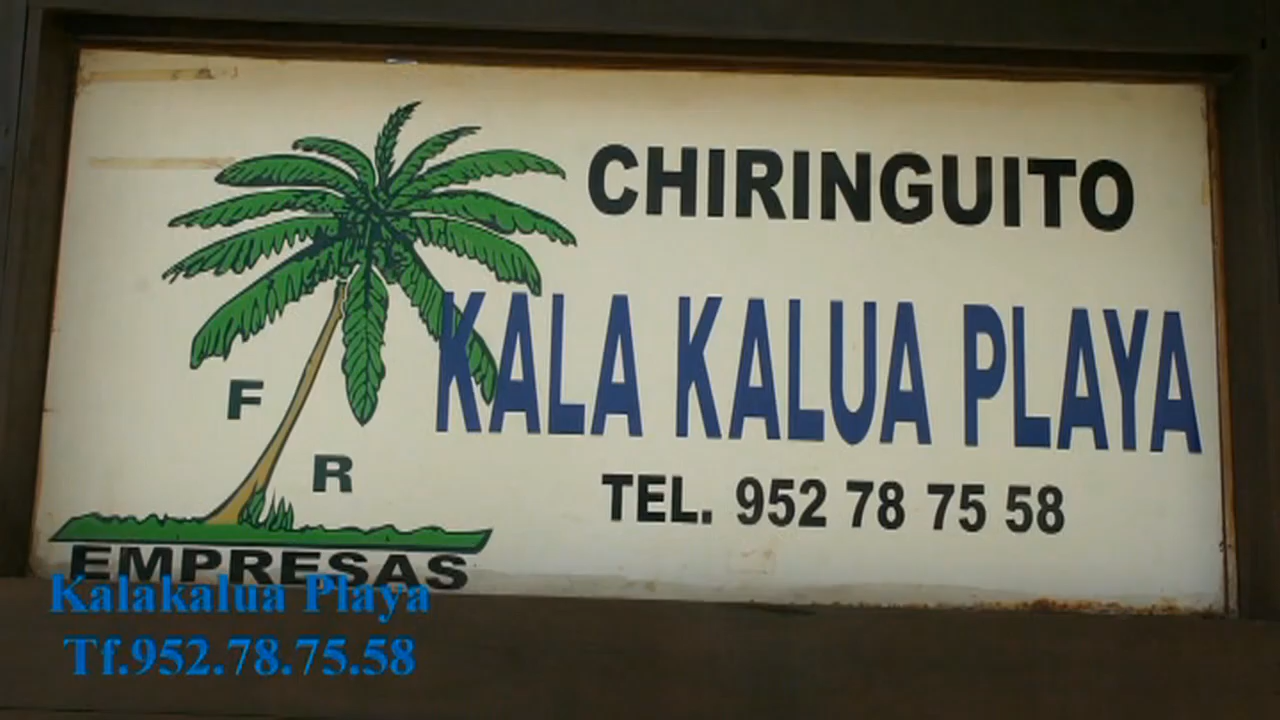 CHIRINGUITO
KALA KALUA PLAYA
TEL. 952 78 75 58
F
R
EMPRESAS
Kalakalua Playa
Tf.952.78.75.58